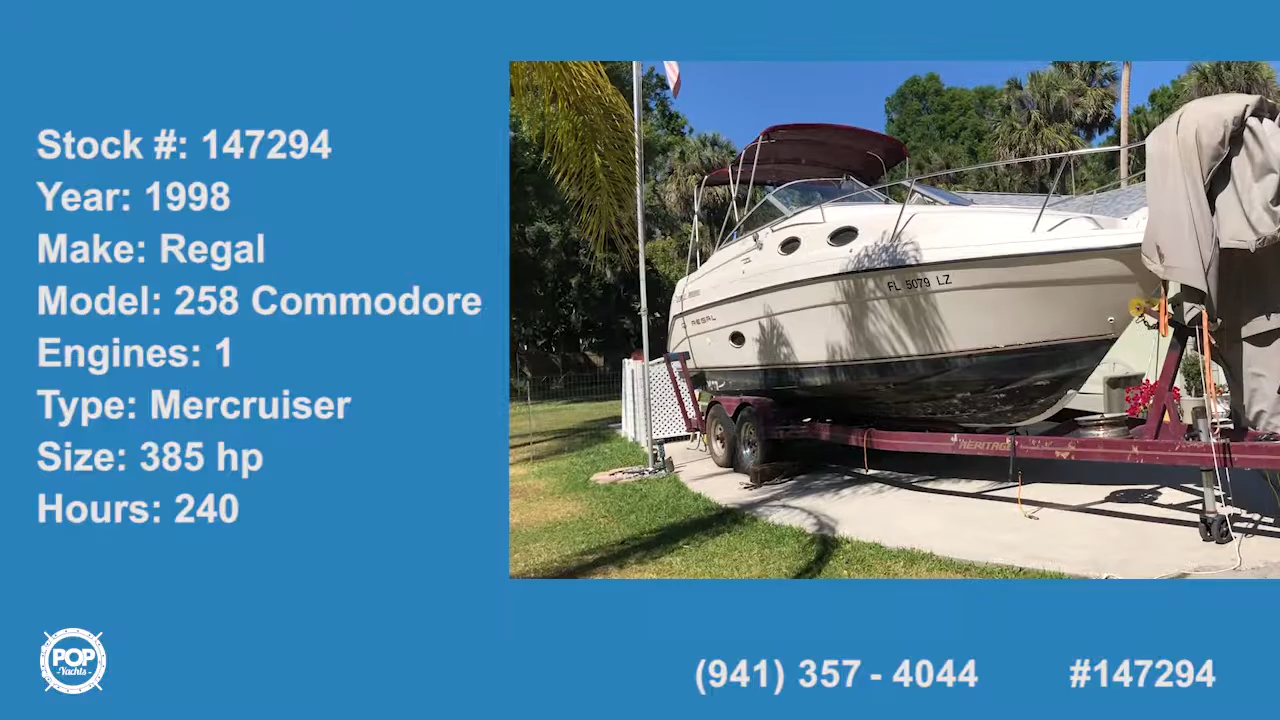 Stock #: 147294
Year: 1998
Make: Regal
Model: 258 Commodore
Engines: 1
Type: Mercruiser
Size: 385 hp
Hours: 240
FL 5079 LZ
REGAL
HERITAGE
POP
-Yachts-
(941) 357 - 4044
#147294